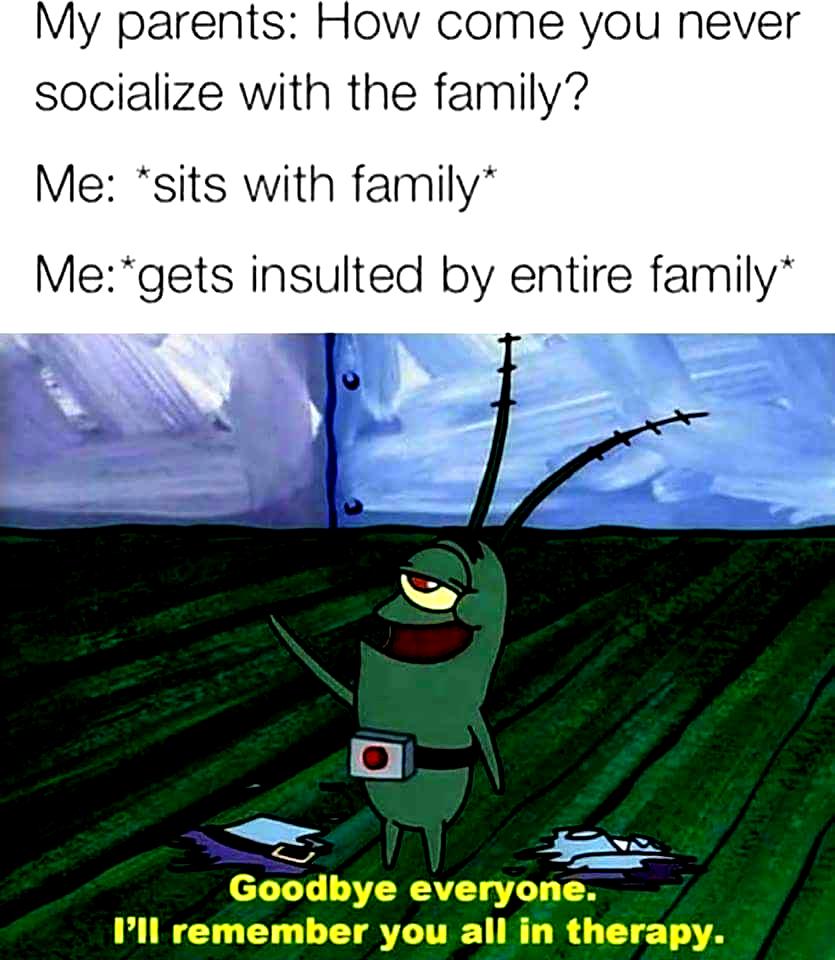 My parents: How come you never
socialize with the family?
Me: *sits with family*
Me:*gets insulted by entire family*
Goodbye everyone.
I'll remember you all in therapy.